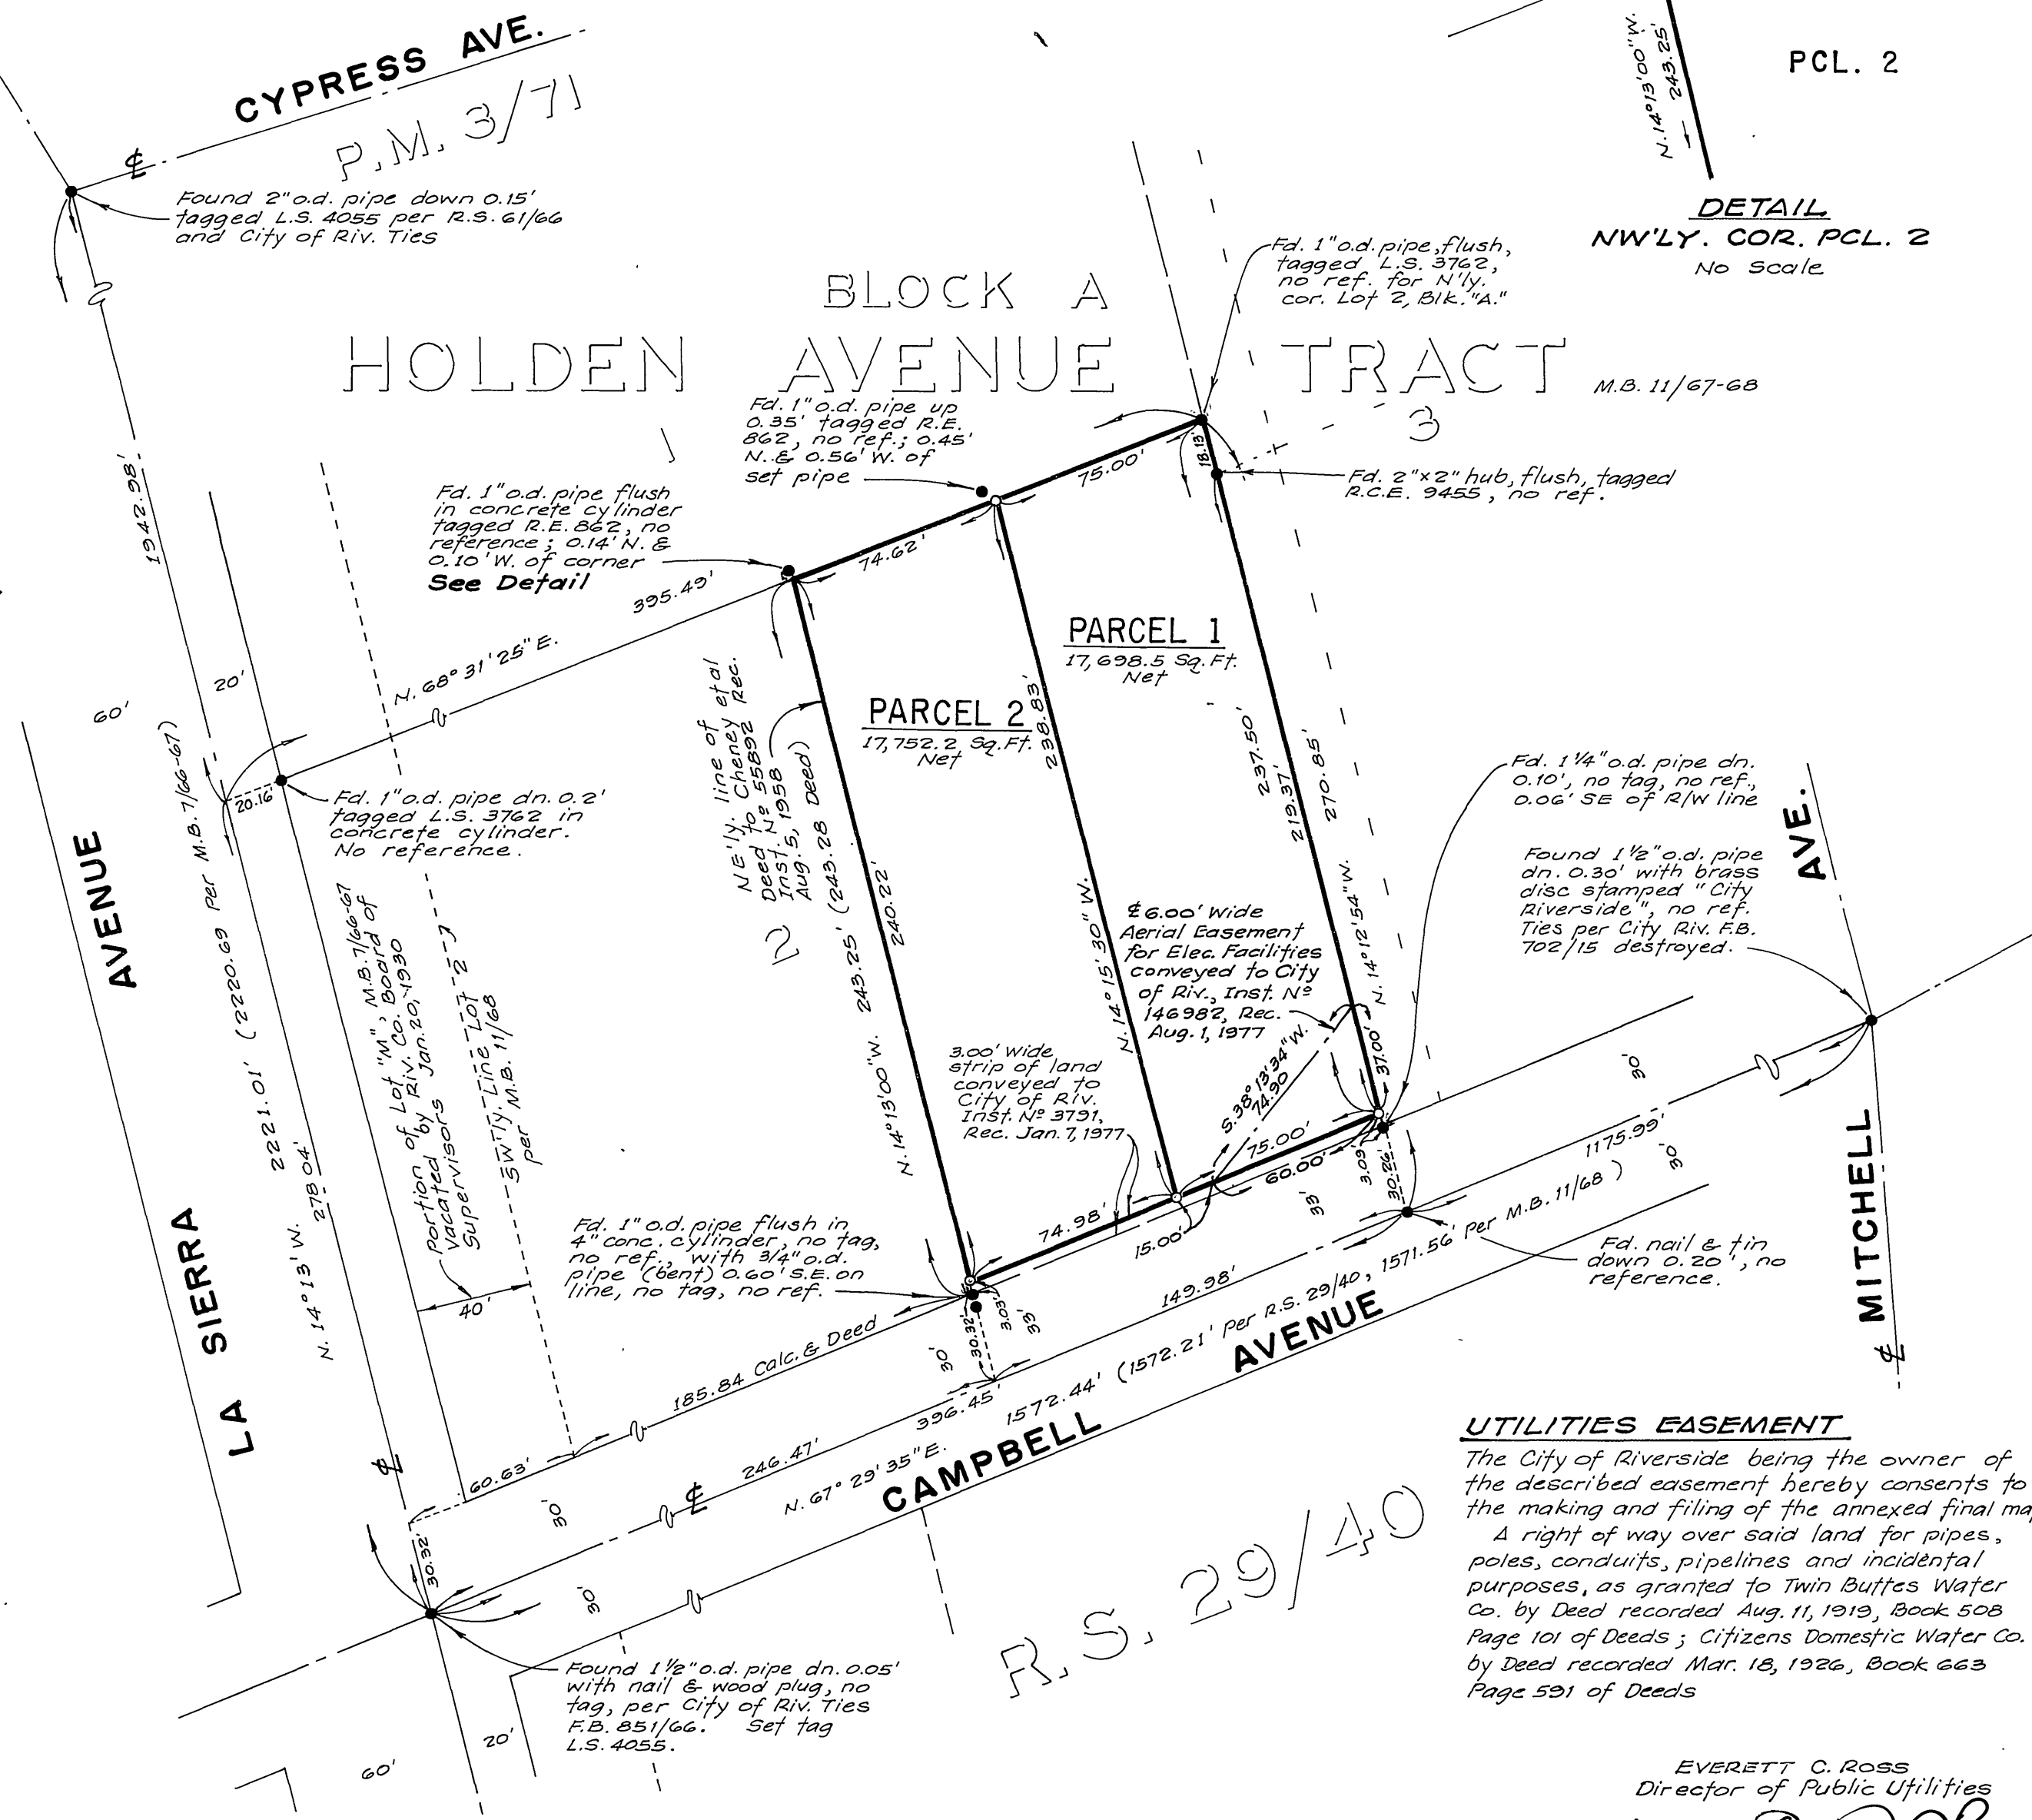 CYPRESS AVE.
℄
P.M. 3/71
Found 2" o.d. pipe down 0.15'
tagged L.S. 4055 per R.S. 61/66
and City of Riv. Ties
N. 14° 13' 00" W.
243.25'
PCL. 2
DETAIL
NW'LY. COR. PCL. 2
No Scale
Fd. 1" o.d. pipe, flush,
tagged L.S. 3762,
no ref. for N'ly.
cor. Lot 2, Blk. "A."
BLOCK A
HOLDEN AVENUE TRACT
M.B. 11/67-68
3
1
Fd. 1" o.d. pipe up
0.35' tagged R.E.
862, no ref.; 0.45'
N. & 0.56' W. of
set pipe
75.00'
18.13'
Fd. 2"x2" hub, flush, tagged
R.C.E. 9455, no ref.
Fd. 1" o.d. pipe flush
in concrete cylinder
tagged R.E. 862, no
reference; 0.14' N. &
0.10' W. of corner
See Detail
74.62'
395.49'
N. 68° 31' 25" E.
1942.98'
20'
60'
20.16'
Fd. 1" o.d. pipe dn. 0.2'
tagged L.S. 3762 in
concrete cylinder.
No reference.
PARCEL 1
17,698.5 Sq. Ft.
Net
PARCEL 2
17,752.2 Sq. Ft.
Net
238.83'
N. 14° 15' 30" W.
237.50'
219.37'
270.85'
N. 14° 12' 54" W.
37.00'
NE'ly. line of
Deed to Cheney etal
Inst. Nº 55892 Rec.
Aug. 5, 1958
243.25' (243.28 Deed)
240.22'
N. 14° 13' 00" W.
2
Fd. 1 1/4" o.d. pipe dn.
0.10', no tag, no ref.,
0.06' SE of R/W line
Found 1 1/2" o.d. pipe
dn. 0.30' with brass
disc stamped "City
Riverside", no ref.
Ties per City Riv. F.B.
702/15 destroyed.
MITCHELL AVE.
℄
℄ 6.00' Wide
Aerial Easement
for Elec. Facilities
conveyed to City
of Riv., Inst. Nº
146982, Rec.
Aug. 1, 1977
S. 38° 13' 34" W.
74.90
3.00' Wide
strip of land
conveyed to
City of Riv.
Inst. Nº 3791,
Rec. Jan. 7, 1977
75.00'
60.00'
74.98'
15.00'
3.09'
30.26'
33'
30'
1175.99'
30'
Fd. nail & tin
down 0.20', no
reference.
LA SIERRA AVENUE
℄
2221.01' (2220.69 Per M.B. 7/66-67)
N. 14° 13' W.
278.04'
Portion of Lot "M", M.B. 7/66-67
vacated by Riv. Co. Board of
Supervisors Jan. 20, 1930
SW'ly. Line Lot 2
per M.B. 11/68
40'
Fd. 1" o.d. pipe flush in
4" conc. cylinder, no tag,
no ref., with 3/4" o.d.
pipe (bent) 0.60' S.E. on
line, no tag, no ref.
30.32'
3.03'
33'
30'
185.84 Calc. & Deed
60.63'
30'
149.98'
396.45'
1572.44' (1572.21' per R.S. 29/40, 1571.56' per M.B. 11/68)
246.47'
℄
N. 67° 29' 35" E.
CAMPBELL AVENUE
30.32'
30'
R.S. 29/40
Found 1 1/2" o.d. pipe dn. 0.05'
with nail & wood plug, no
tag, per City of Riv. Ties
F.B. 851/66. Set tag
L.S. 4055.
20'
60'
UTILITIES EASEMENT
The City of Riverside being the owner of
the described easement hereby consents to
the making and filing of the annexed final ma
A right of way over said land for pipes,
poles, conduits, pipelines and incidental
purposes, as granted to Twin Buttes Water
Co. by Deed recorded Aug. 11, 1919, Book 508
Page 101 of Deeds; Citizens Domestic Water Co.
by Deed recorded Mar. 18, 1926, Book 663
Page 591 of Deeds
EVERETT C. ROSS
Director of Public Utilities